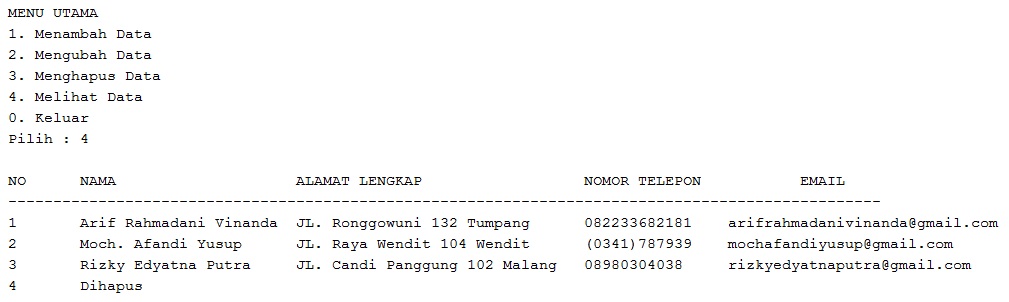 MENU UTAMA
1. Menambah Data
2. Mengubah Data
3. Menghapus Data
4. Melihat Data
0. Keluar
Pilih : 4
NO NAMA ALAMAT LENGKAP NOMOR TELEPON EMAIL
-------------------------------------------------------------------------------------------------
1 Arif Rahmadani Vinanda JL. Ronggowuni 132 Tumpang 082233682181 arifrahmadanivinanda@gmail.com
2 Moch. Afandi Yusup JL. Raya Wendit 104 Wendit (0341)787939 mochafandiyusup@gmail.com
3 Rizky Edyatna Putra JL. Candi Panggung 102 Malang 08980304038 rizkyedyatnaputra@gmail.com
4 Dihapus